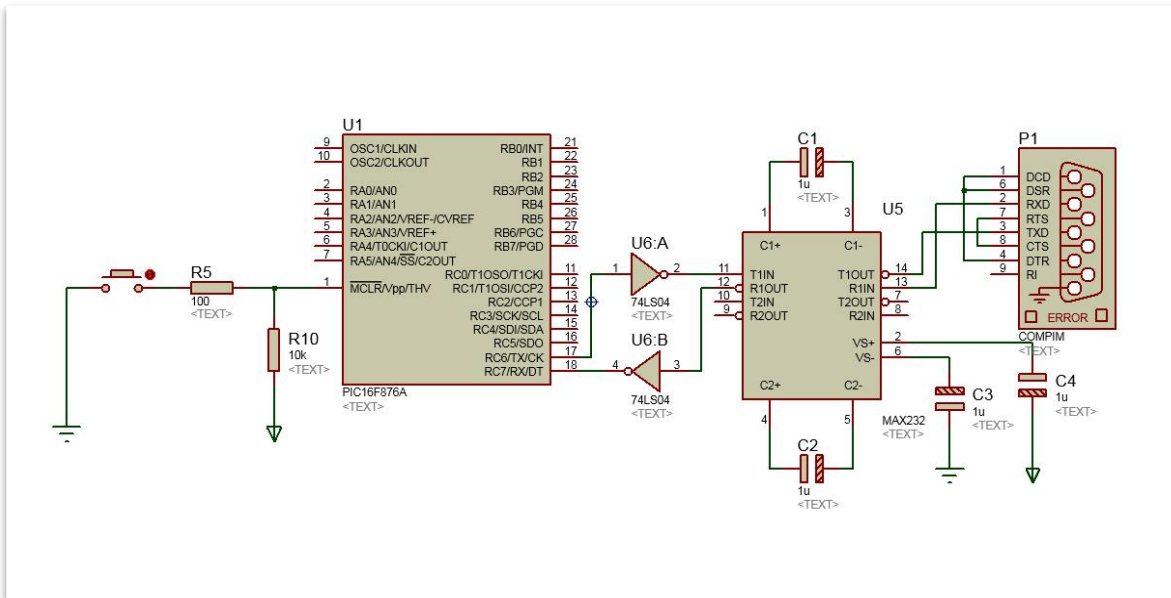 U1
9 OSC1/CLKIN RB0/INT 21
10 OSC2/CLKOUT RB1 22
RB2 23
2 RA0/AN0 RB3/PGM 24
3 RA1/AN1 RB4 25
4 RA2/AN2/VREF-/CVREF RB5 26
5 RA3/AN3/VREF+ RB6/PGC 27
6 RA4/T0CKI/C1OUT RB7/PGD 28
7 RA5/AN4/SS/C2OUT
RC0/T1OSO/T1CKI 11
1 MCLR/Vpp/THV RC1/T1OSI/CCP2 12
RC2/CCP1 13
RC3/SCK/SCL 14
RC4/SDI/SDA 15
RC5/SDO 16
RC6/TX/CK 17
RC7/RX/DT 18
PIC16F876A
<TEXT>
R5
100
<TEXT>
R10
10k
<TEXT>
U6:A
1 2
74LS04
<TEXT>
U6:B
4 3
74LS04
<TEXT>
C1
1u
<TEXT>
U5
1 3
C1+ C1-
11 T1IN T1OUT 14
12 R1OUT R1IN 13
10 T2IN T2OUT 7
9 R2OUT R2IN 8
VS+ 2
VS- 6
C2+ C2-
4 5
MAX232
<TEXT>
C2
1u
<TEXT>
C3
1u
<TEXT>
C4
1u
<TEXT>
P1
1 DCD
6 DSR
2 RXD
7 RTS
3 TXD
8 CTS
4 DTR
9 RI
ERROR
COMPIM
<TEXT>